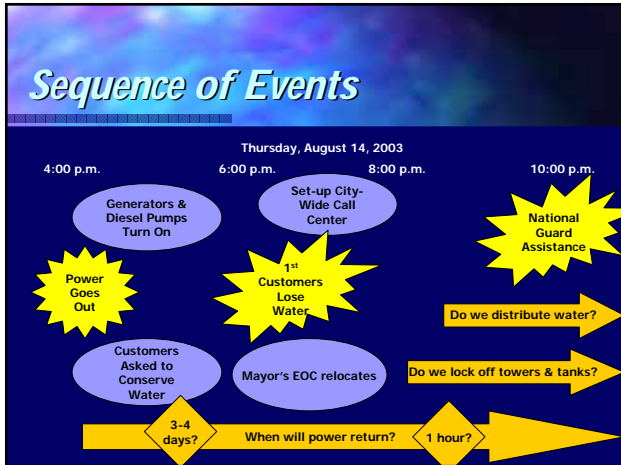 Sequence of Events
Thursday, August 14, 2003
4:00 p.m.
6:00 p.m.
8:00 p.m.
10:00 p.m.
Generators &
Diesel Pumps
Turn On
Set-up City-
Wide Call
Center
National
Guard
Assistance
Power
Goes
Out
1st
Customers
Lose
Water
Do we distribute water?
Customers
Asked to
Conserve
Water
Mayor's EOC relocates
Do we lock off towers & tanks?
3-4
days?
When will power return?
1 hour?